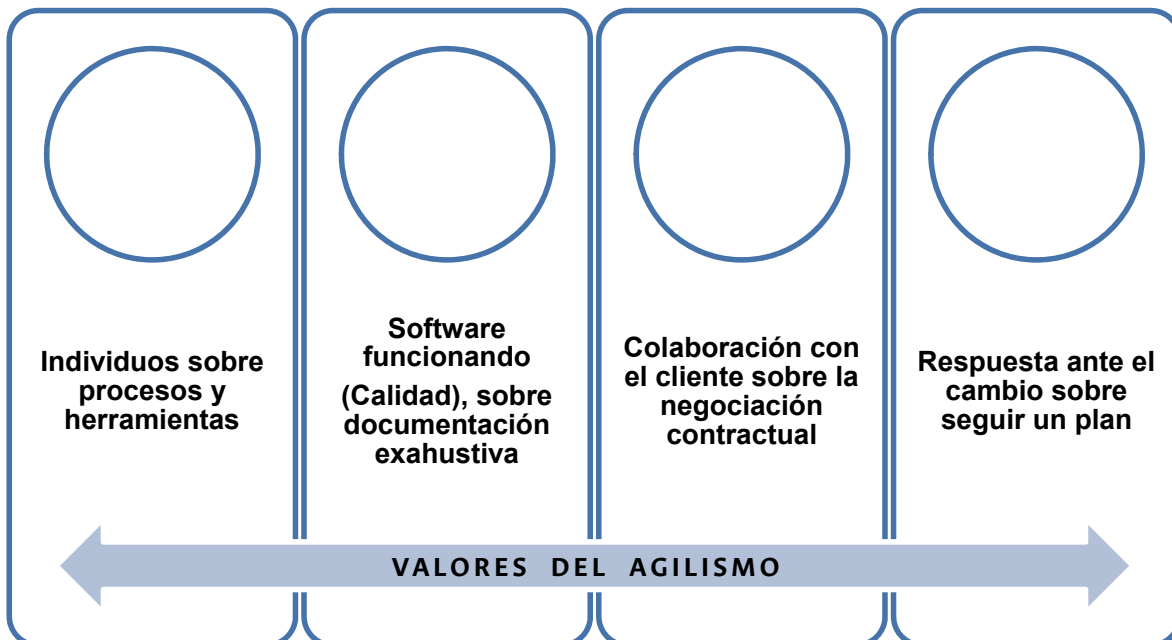 Individuos sobre
procesos y
herramientas
Software
funcionando
(Calidad), sobre
documentación
exahustiva
Colaboración con
el cliente sobre la
negociación
contractual
Respuesta ante el
cambio sobre
seguir un plan
VALORES DEL AGILISMO